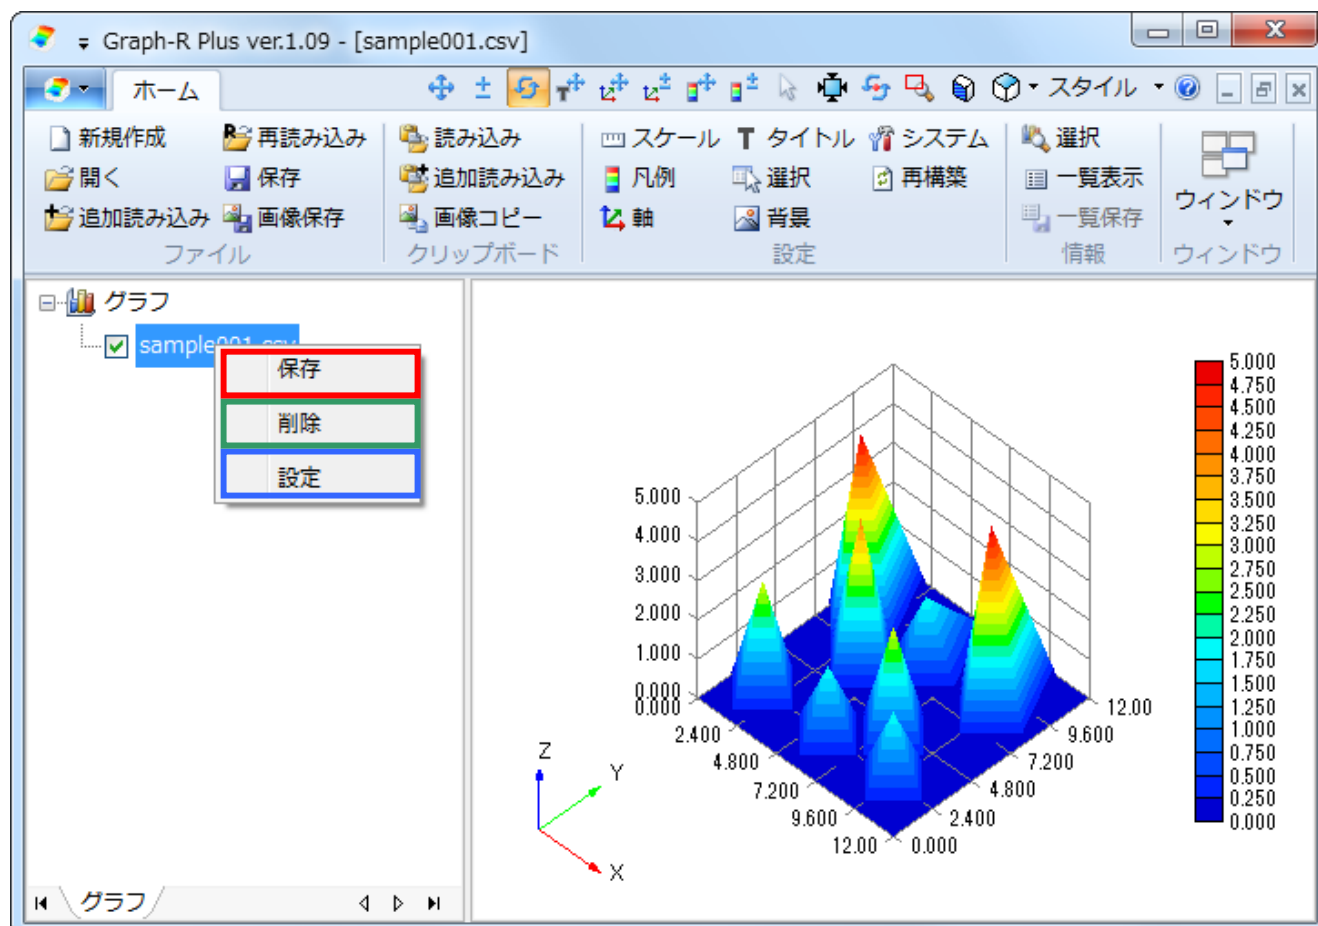 Graph-R Plus ver.1.09 - [sample001.csv]
ホーム
スタイル
新規作成 再読み込み 読み込み スケール T タイトル システム 選択
開く 保存 追加読み込み 凡例 選択 再構築 一覧表示
追加読み込み 画像保存 画像コピー 軸 背景 一覧保存 ウィンドウ
ファイル クリップボード 設定 情報 ウィンドウ
グラフ
sample001.csv
保存
削除
設定
5.000
4.000
3.000
2.000
1.000
0.000
0.000
2.400
4.800
7.200
9.600
12.00
0.000
2.400
4.800
7.200
9.600
12.00
Z
Y
X
5.000
4.750
4.500
4.250
4.000
3.750
3.500
3.250
3.000
2.750
2.500
2.250
2.000
1.750
1.500
1.250
1.000
0.750
0.500
0.250
0.000
グラフ